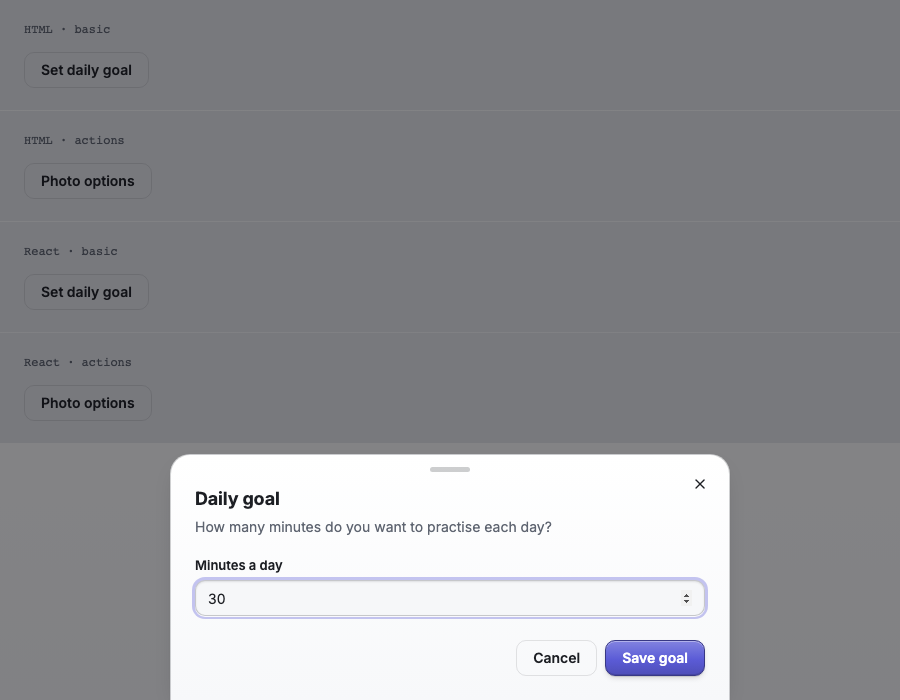 HTML · basic
Set daily goal
HTML · actions
Photo options
React · basic
Set daily goal
React · actions
Photo options
Daily goal
How many minutes do you want to practise each day?
Minutes a day
30
Cancel Save goal